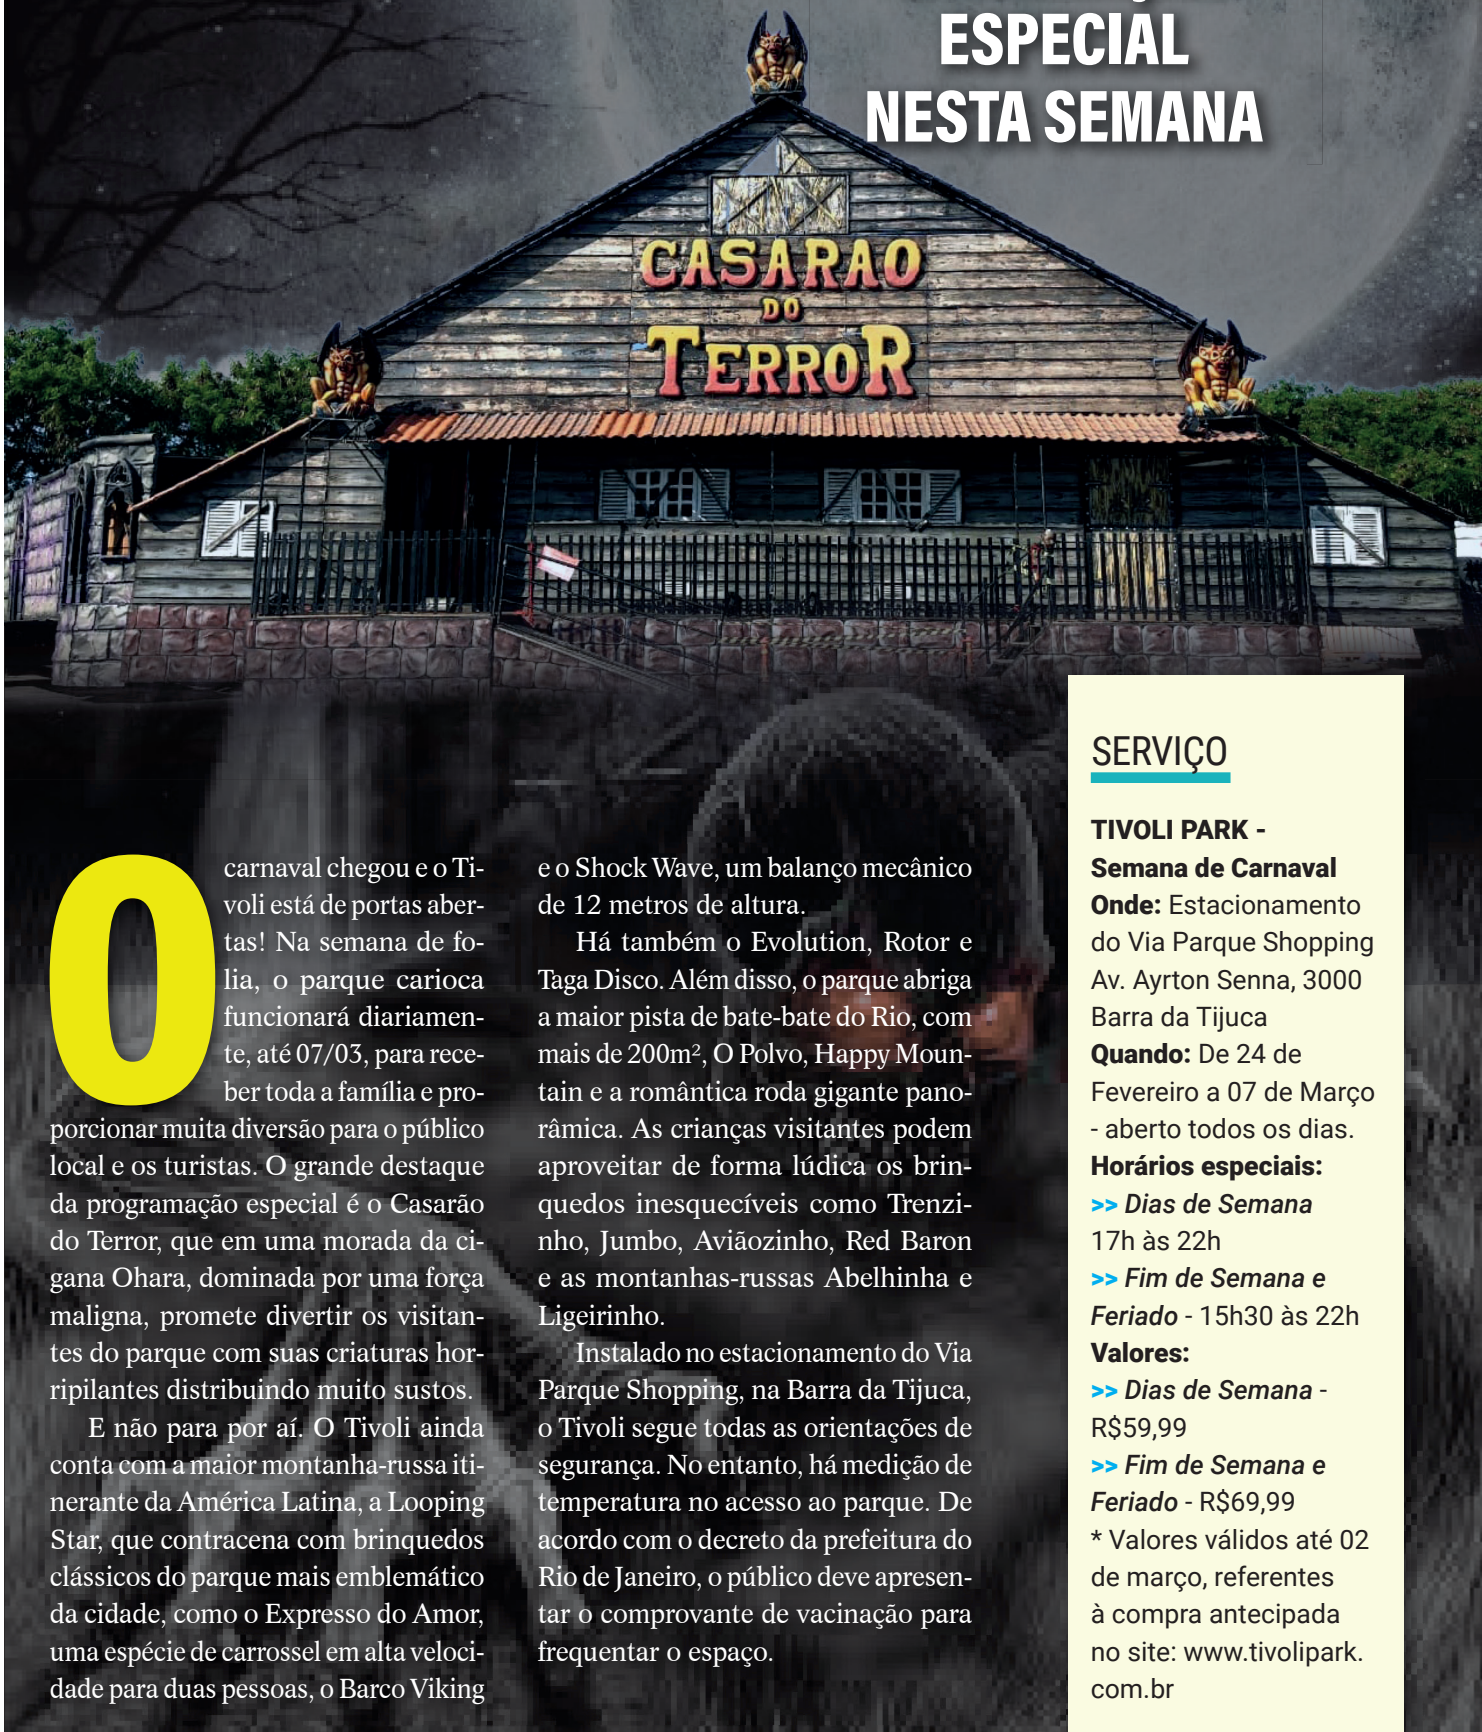 ESPECIAL
NESTA SEMANA
CASARAO
DO
TERROR
O carnaval chegou e o Ti-
voli está de portas aber-
tas! Na semana de fo-
lia, o parque carioca
funcionará diariamen-
te, até 07/03, para rece-
ber toda a família e pro-
porcionar muita diversão para o público
local e os turistas. O grande destaque
da programação especial é o Casarão
do Terror, que em uma morada da ci-
gana Ohara, dominada por uma força
maligna, promete divertir os visitan-
tes do parque com suas criaturas hor-
ripilantes distribuindo muito sustos.
E não para por aí. O Tivoli ainda
conta com a maior montanha-russa iti-
nerante da América Latina, a Looping
Star, que contracena com brinquedos
clássicos do parque mais emblemático
da cidade, como o Expresso do Amor,
uma espécie de carrossel em alta veloci-
dade para duas pessoas, o Barco Viking
e o Shock Wave, um balanço mecânico
de 12 metros de altura.
Há também o Evolution, Rotor e
Taga Disco. Além disso, o parque abriga
a maior pista de bate-bate do Rio, com
mais de 200m², O Polvo, Happy Moun-
tain e a romântica roda gigante pano-
râmica. As crianças visitantes podem
aproveitar de forma lúdica os brin-
quedos inesquecíveis como Trenzi-
nho, Jumbo, Aviãozinho, Red Baron
e as montanhas-russas Abelhinha e
Ligeirinho.
Instalado no estacionamento do Via
Parque Shopping, na Barra da Tijuca,
o Tivoli segue todas as orientações de
segurança. No entanto, há medição de
temperatura no acesso ao parque. De
acordo com o decreto da prefeitura do
Rio de Janeiro, o público deve apresen-
tar o comprovante de vacinação para
frequentar o espaço.
SERVIÇO
TIVOLI PARK -
Semana de Carnaval
Onde: Estacionamento
do Via Parque Shopping
Av. Ayrton Senna, 3000
Barra da Tijuca
Quando: De 24 de
Fevereiro a 07 de Março
- aberto todos os dias.
Horários especiais:
>> Dias de Semana
17h às 22h
>> Fim de Semana e
Feriado - 15h30 às 22h
Valores:
>> Dias de Semana -
R$59,99
>> Fim de Semana e
Feriado - R$69,99
* Valores válidos até 02
de março, referentes
à compra antecipada
no site: www.tivolipark.
com.br